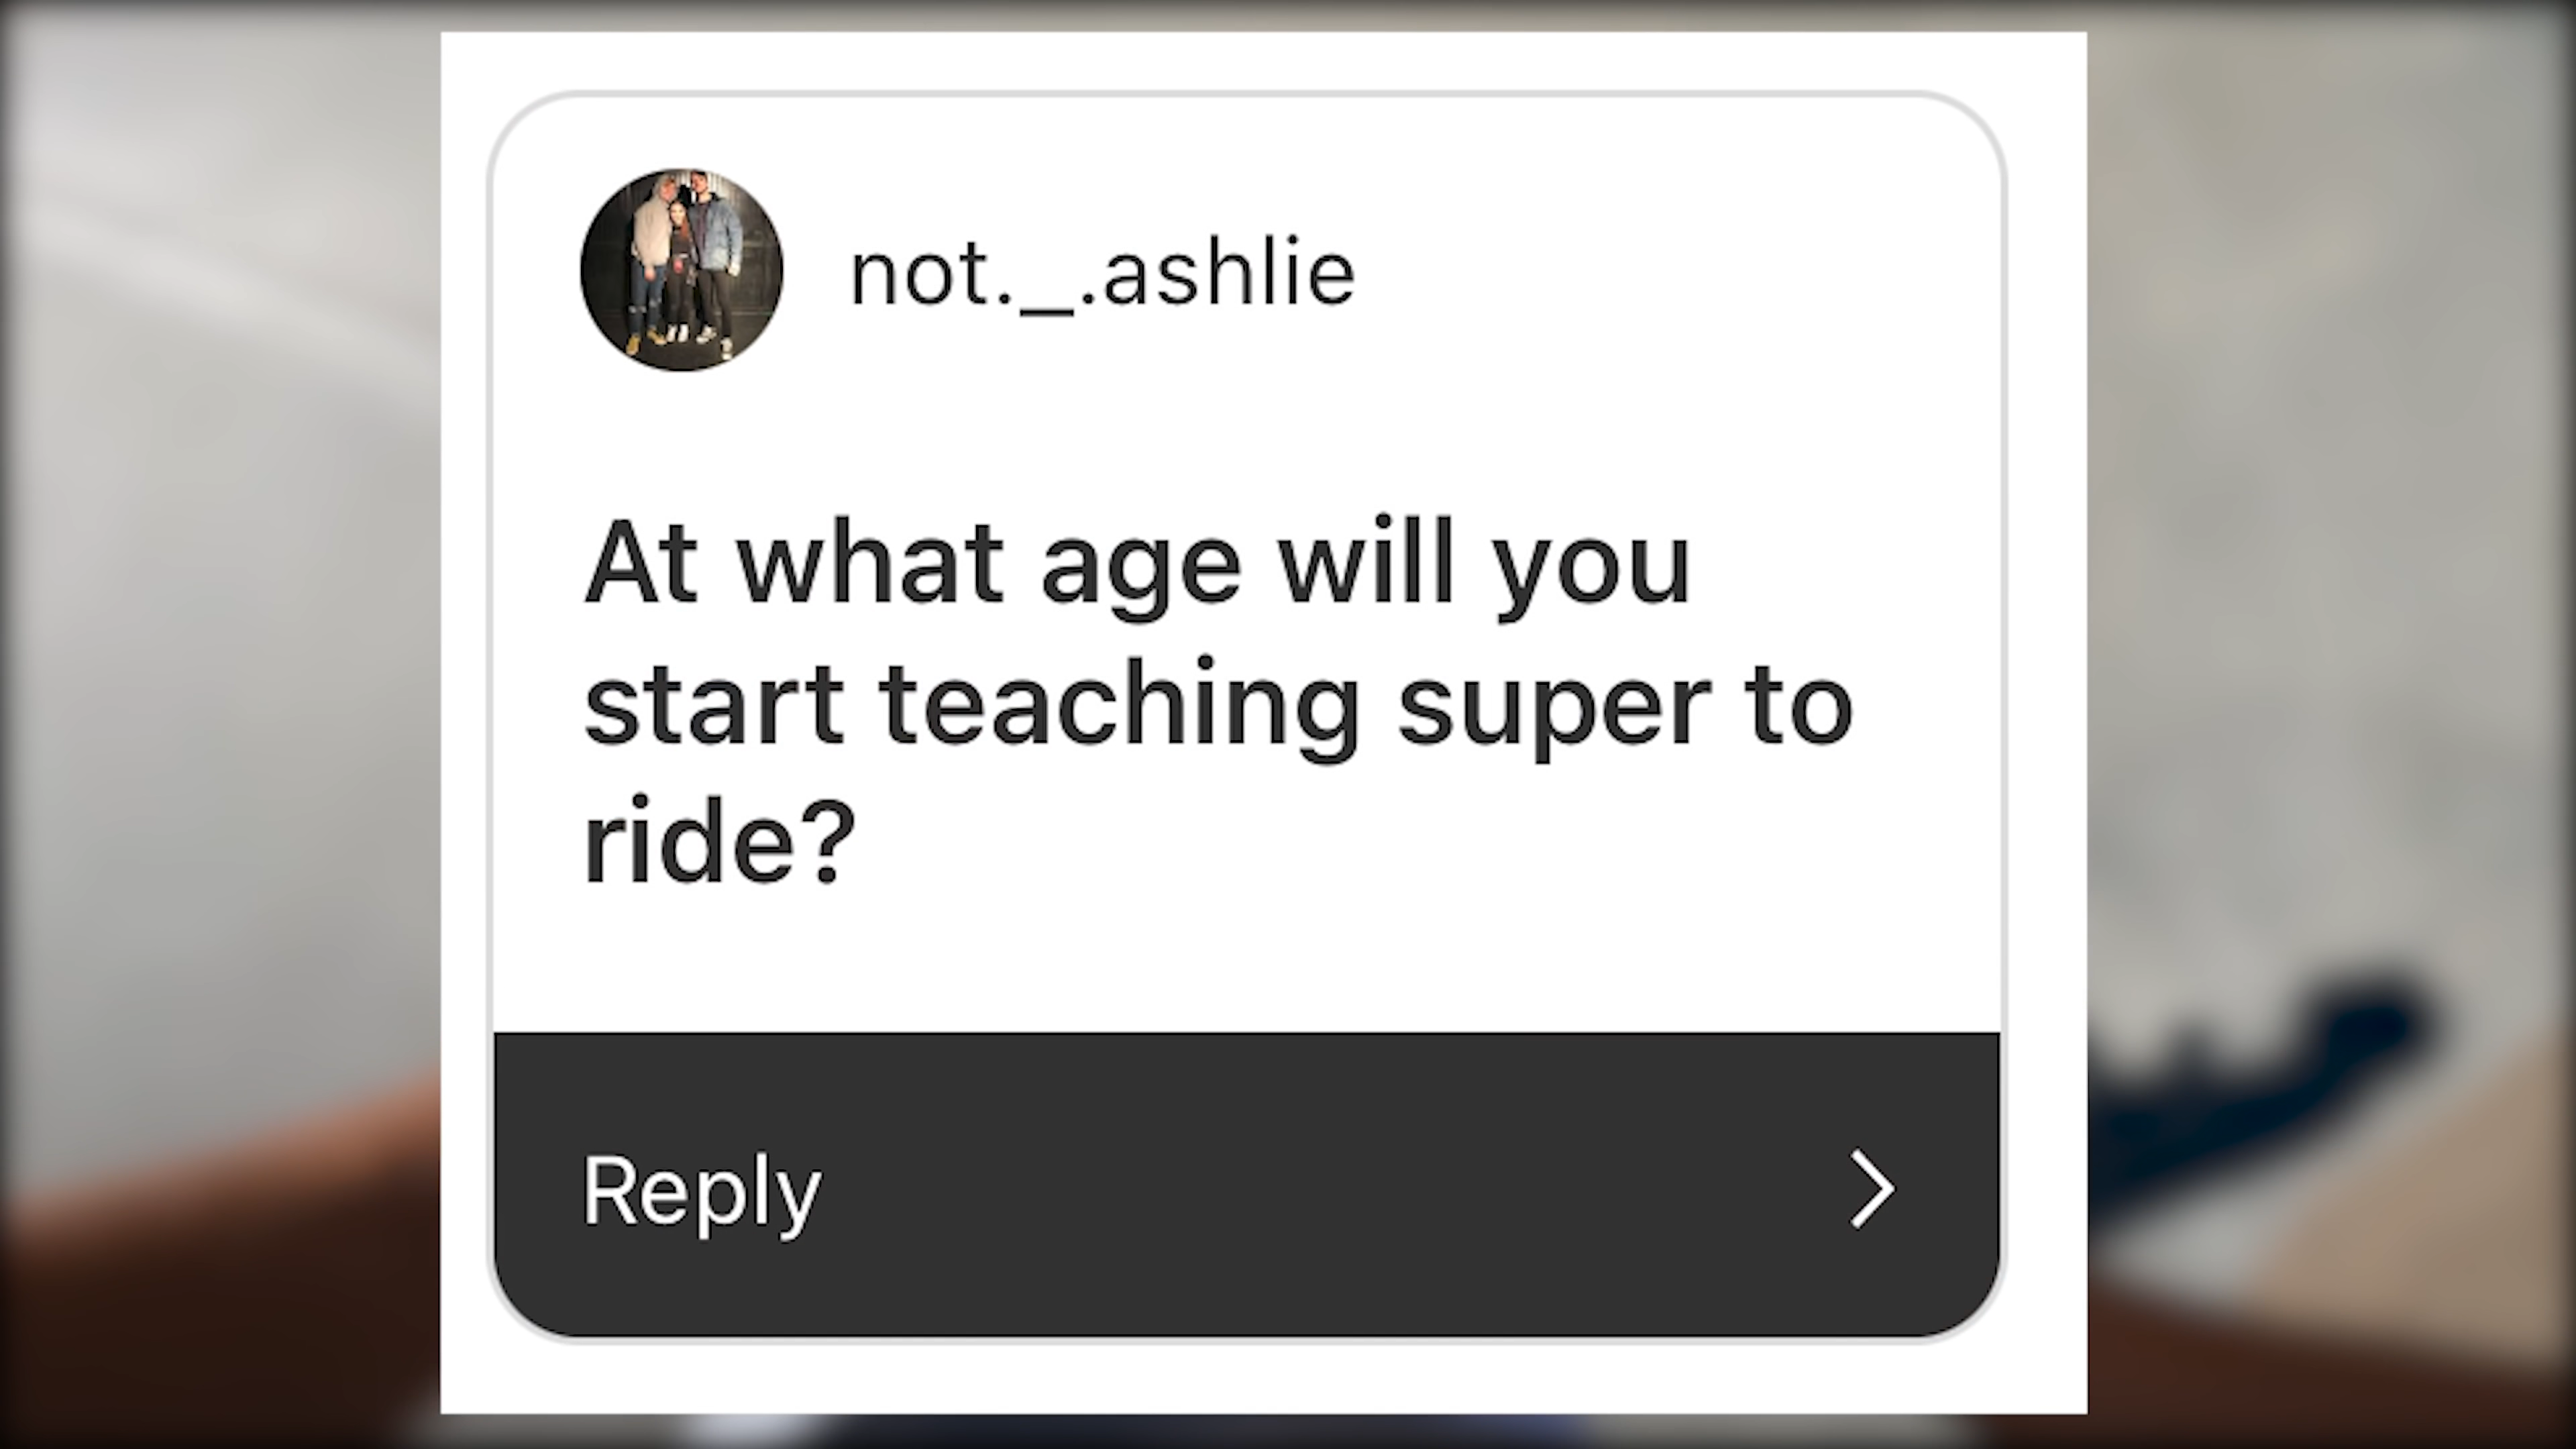 not._.ashlie
At what age will you
start teaching super to
ride?
Reply